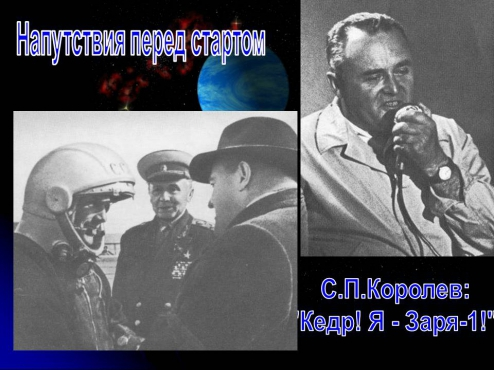 Напутствия перед стартом
С.П.Королев:
"Кедр! Я - Заря-1!"